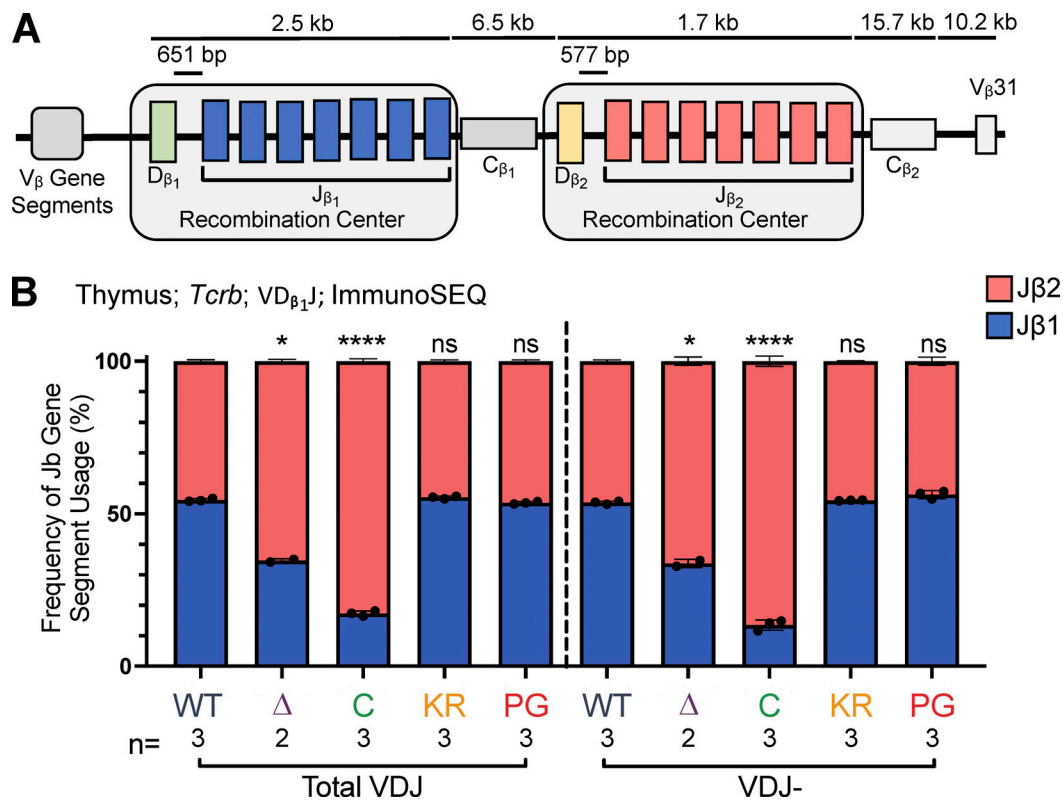 A
2.5 kb 6.5 kb 1.7 kb 15.7 kb 10.2 kb
651 bp 577 bp
Vβ31
Vβ Gene Segments
Dβ1
Jβ1
Recombination Center
Cβ1
Dβ2
Jβ2
Recombination Center
Cβ2
B Thymus; Tcrb; VDβ1J; ImmunoSEQ
Jβ2
Jβ1
Frequency of Jb Gene
Segment Usage (%)
* **** ns ns * **** ns ns
100
50
0
WT Δ C KR PG WT Δ C KR PG
n= 3 2 3 3 3 3 2 3 3 3
Total VDJ VDJ-